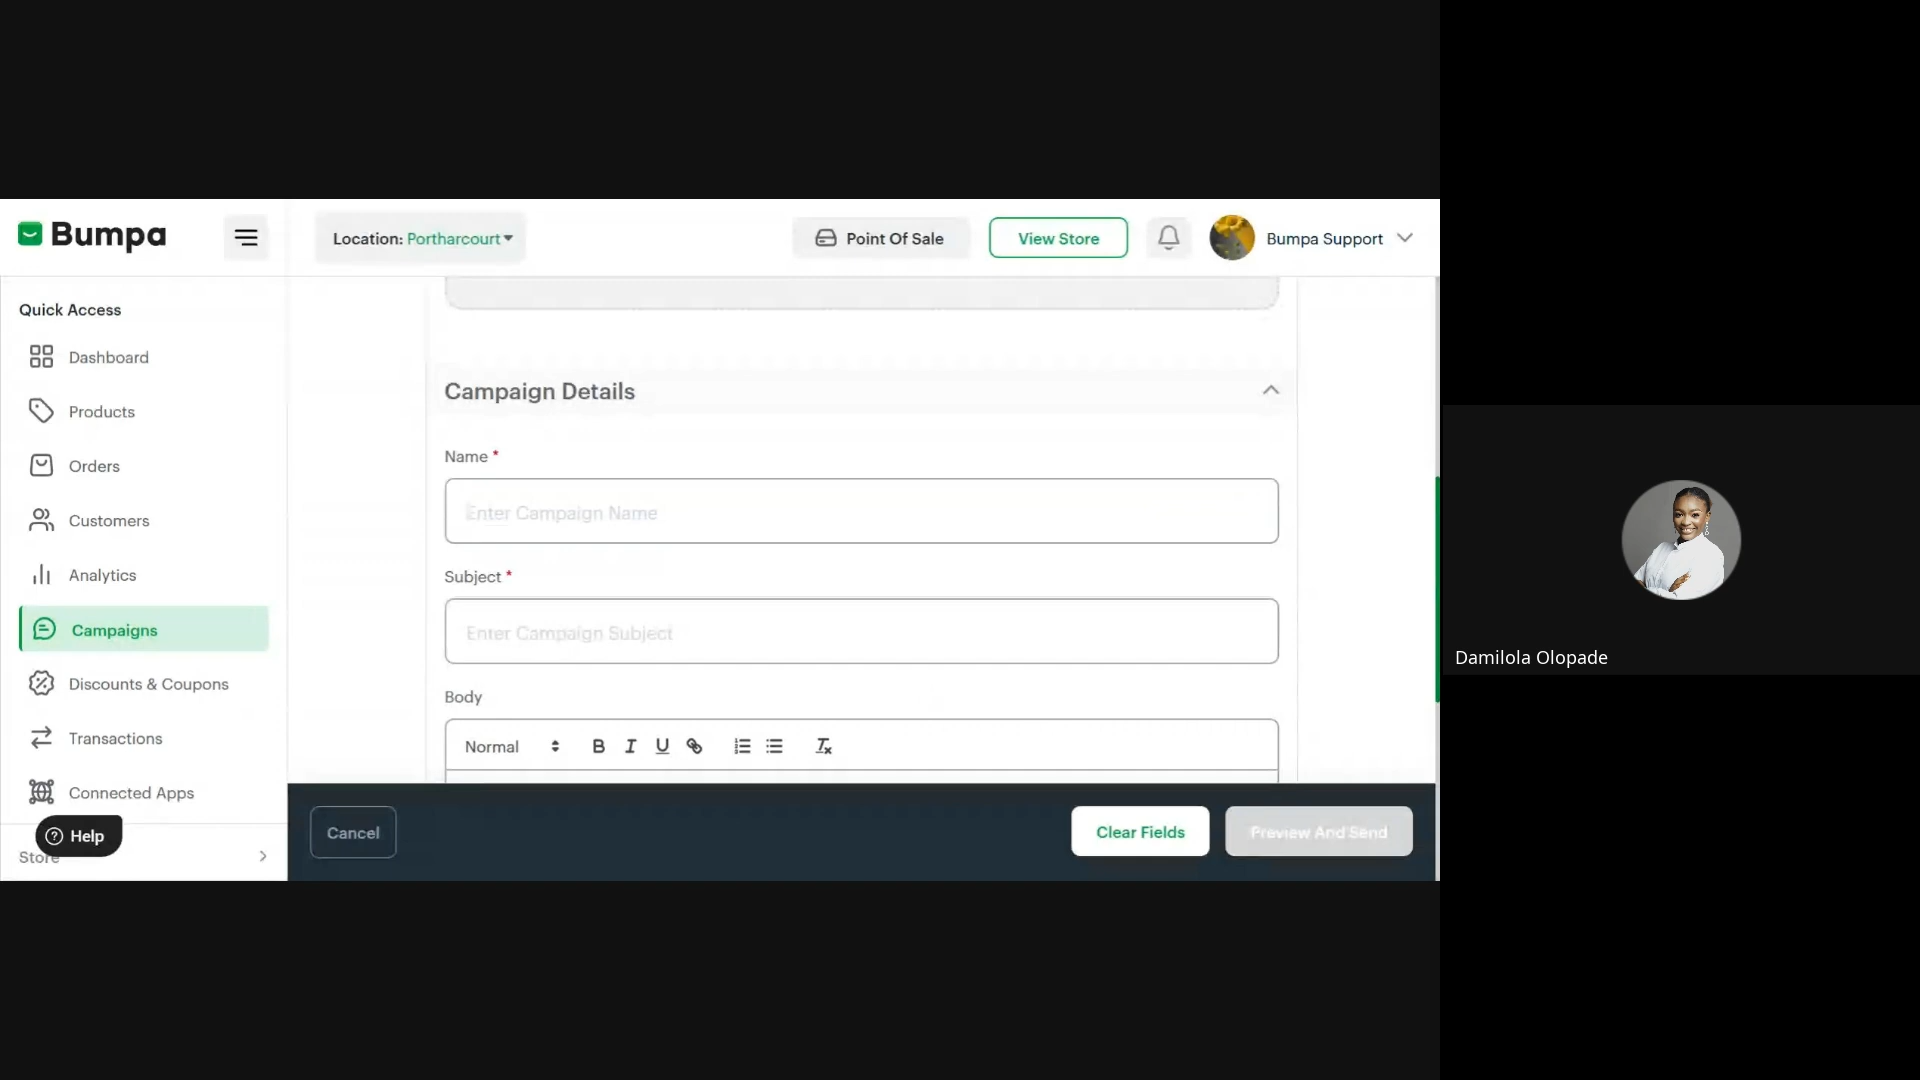 Bumpa
Location: Portharcourt
Point Of Sale
View Store
Bumpa Support
Quick Access
Dashboard
Products
Orders
Customers
Analytics
Campaigns
Discounts & Coupons
Transactions
Connected Apps
Help
Store
Campaign Details
Name *
Enter Campaign Name
Subject *
Enter Campaign Subject
Body
Normal
Cancel
Clear Fields
Preview And Send
Damilola Olopade